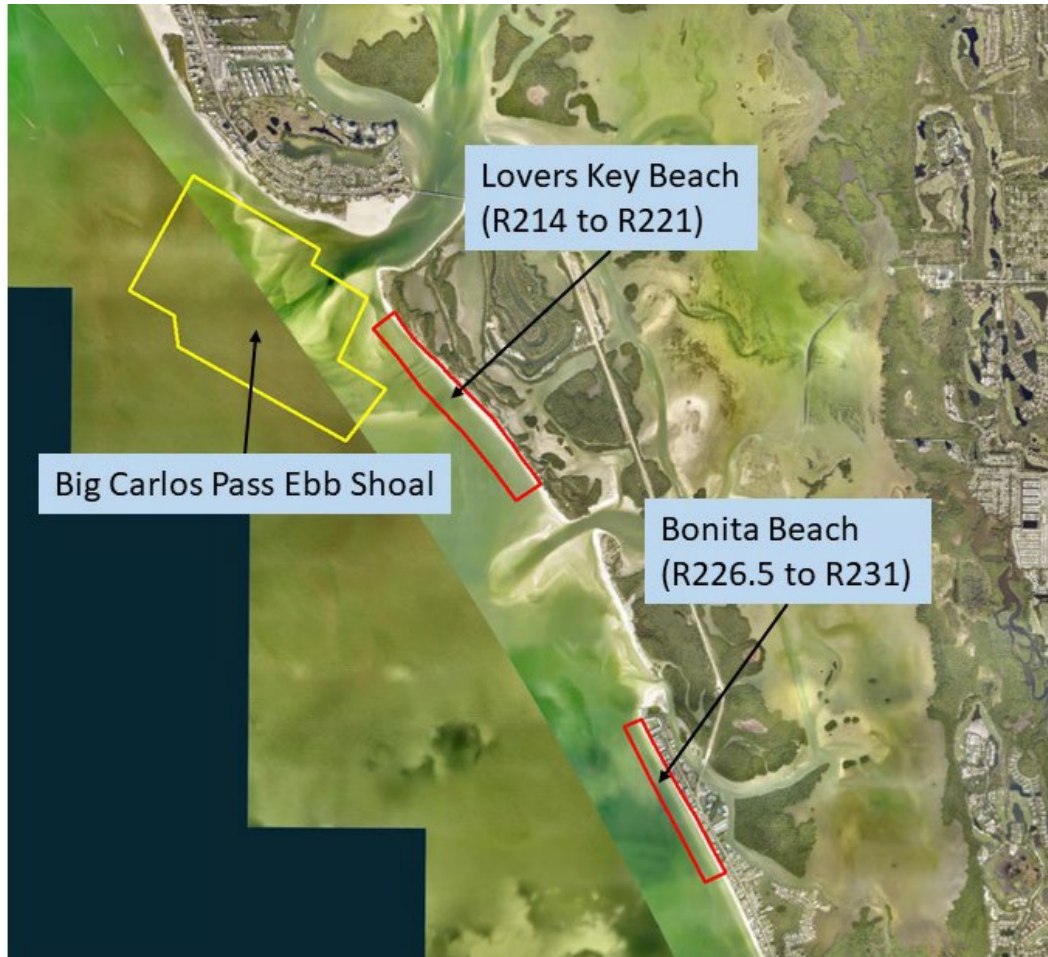 Lovers Key Beach
(R214 to R221)
Big Carlos Pass Ebb Shoal
Bonita Beach
(R226.5 to R231)